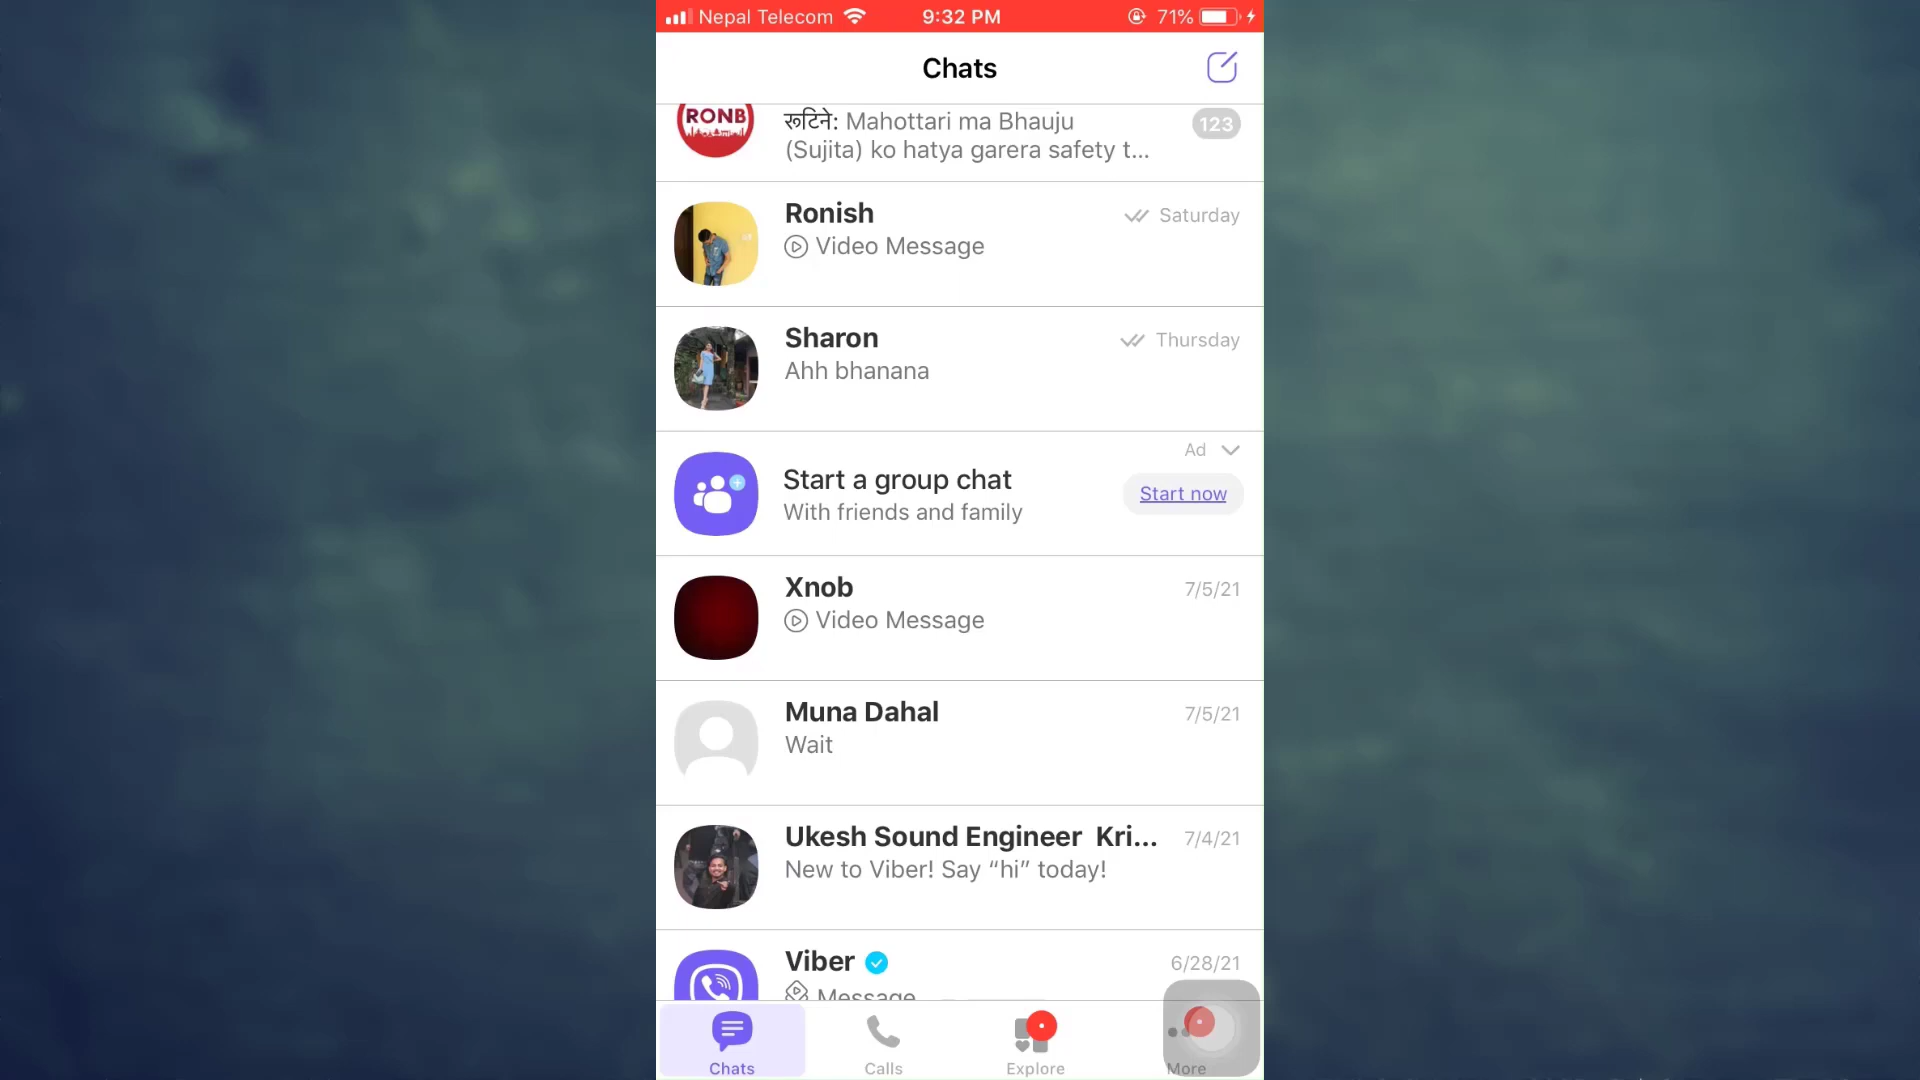 Nepal Telecom 9:32 PM 71%
Chats
RONB रूटिने: Mahottari ma Bhauju 123
(Sujita) ko hatya garera safety t...
Ronish Saturday
Video Message
Sharon Thursday
Ahh bhanana
Ad
Start a group chat
Start now
With friends and family
Xnob 7/5/21
Video Message
Muna Dahal 7/5/21
Wait
Ukesh Sound Engineer Kri... 7/4/21
New to Viber! Say “hi” today!
Viber 6/28/21
Message
Chats Calls Explore More